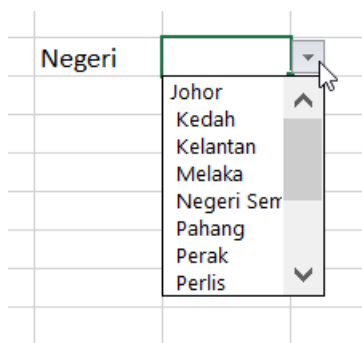 Negeri
Johor
Kedah
Kelantan
Melaka
Negeri Sem
Pahang
Perak
Perlis